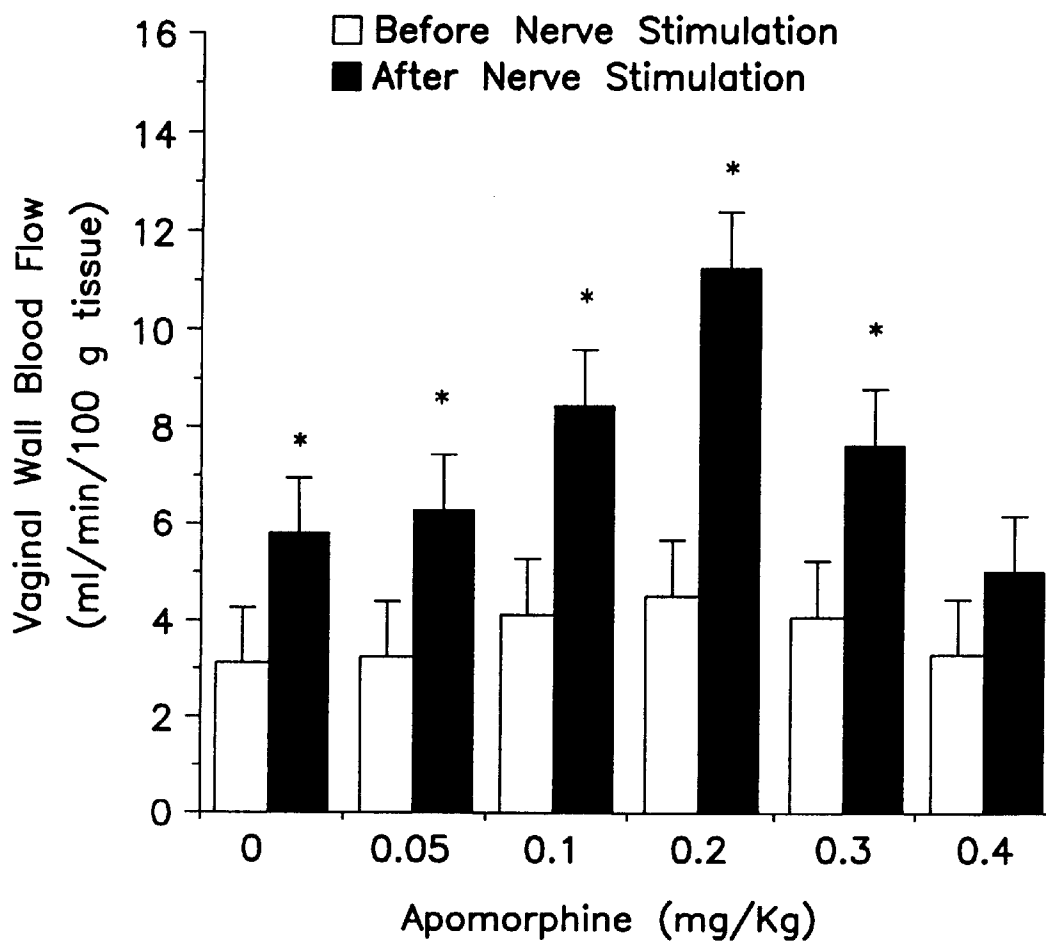 Before Nerve Stimulation
After Nerve Stimulation
16
14
12
10
8
6
4
2
0
Vaginal Wall Blood Flow
(ml/min/100 g tissue)
*
*
*
*
*
0 0.05 0.1 0.2 0.3 0.4
Apomorphine (mg/Kg)